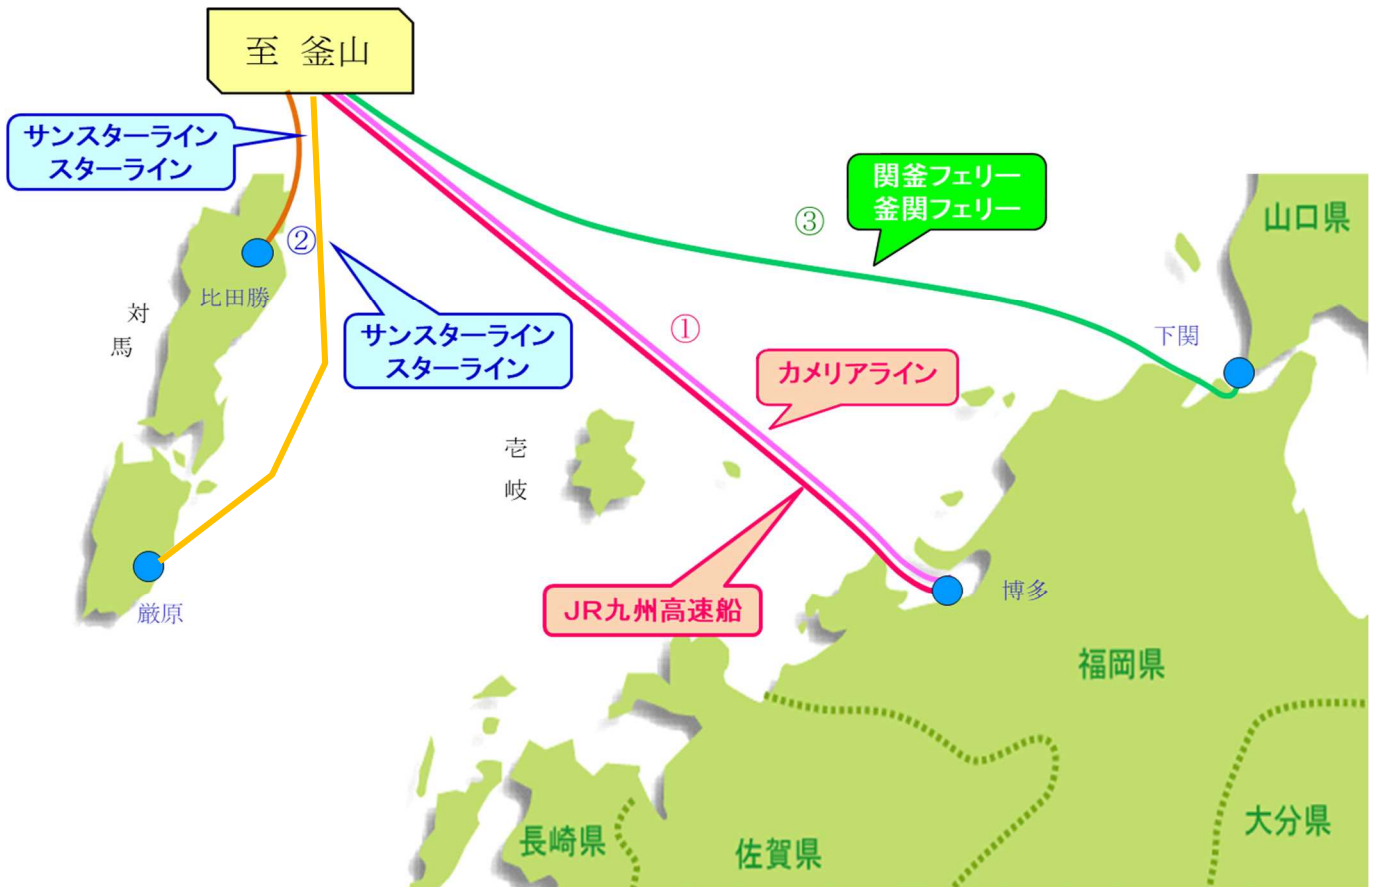 至 釜山
サンスターライン
スターライン
関釜フェリー
釜関フェリー
③
山口県
②
比田勝
対
馬
サンスターライン
スターライン
①
下関
カメリアライン
壱
岐
厳原
JR九州高速船
博多
福岡県
長崎県
佐賀県
大分県